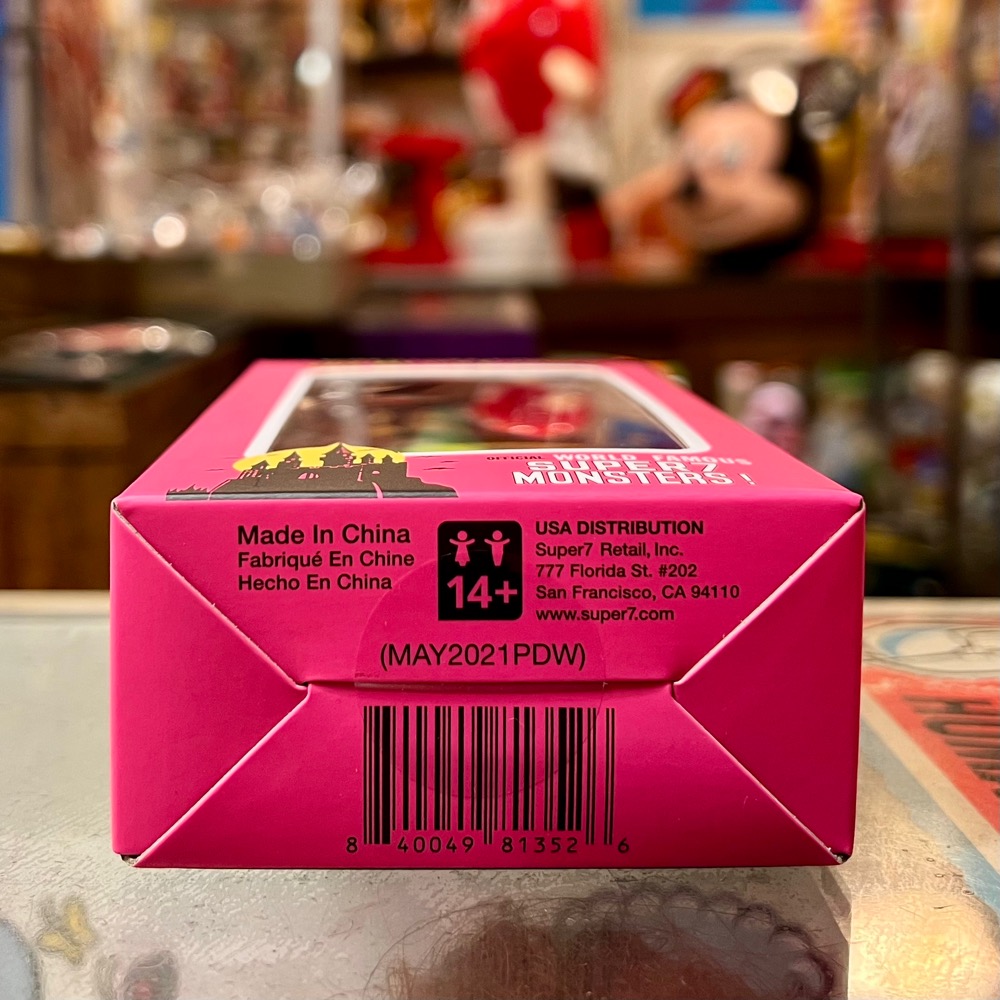 OFFICIAL WORLD FAMOUS
SUPER7
MONSTERS!
Made In China
Fabriqué En Chine
Hecho En China
14+
USA DISTRIBUTION
Super7 Retail, Inc.
777 Florida St. #202
San Francisco, CA 94110
www.super7.com
(MAY2021PDW)
8 40049 81352 6